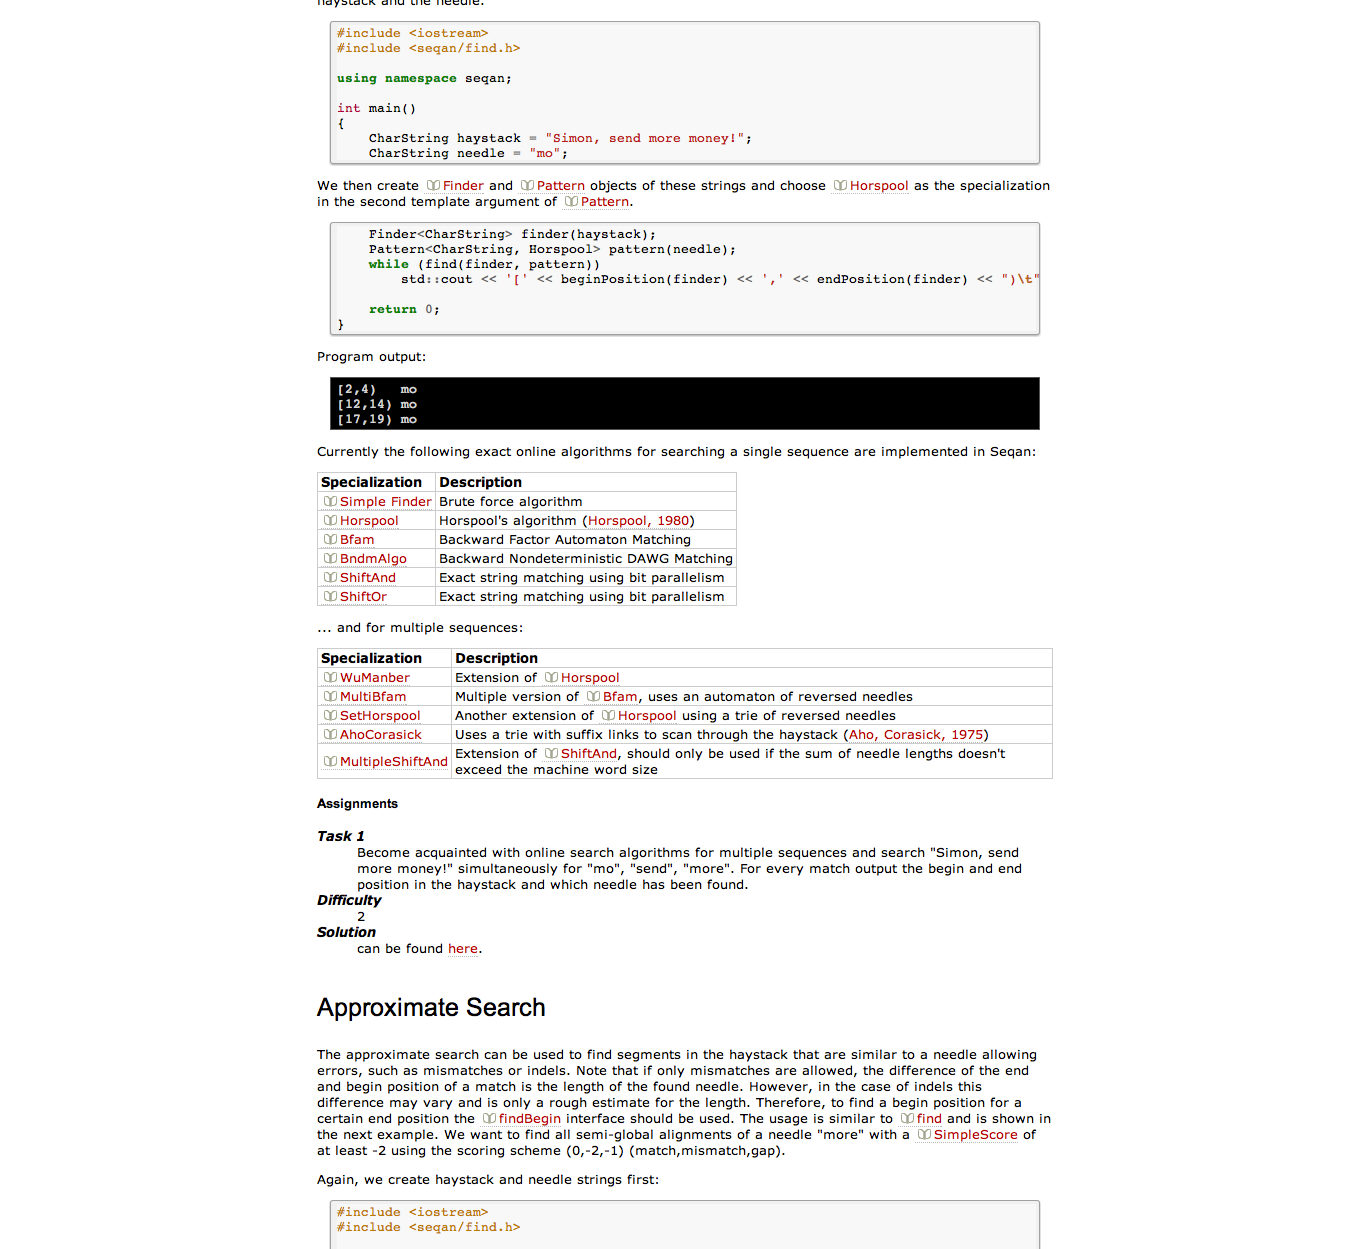 haystack and the needle.
#include <iostream>
#include <seqan/find.h>
using namespace seqan;
int main()
{
CharString haystack = "Simon, send more money!";
CharString needle = "mo";
We then create Finder and Pattern objects of these strings and choose Horspool as the specialization
in the second template argument of Pattern.
Finder<CharString> finder(haystack);
Pattern<CharString, Horspool> pattern(needle);
while (find(finder, pattern))
std::cout << '[' << beginPosition(finder) << ',' << endPosition(finder) << ")\t"
return 0;
}
Program output:
[2,4) mo
[12,14) mo
[17,19) mo
Currently the following exact online algorithms for searching a single sequence are implemented in Seqan:
Specialization Description
Simple Finder Brute force algorithm
Horspool Horspool's algorithm (Horspool, 1980)
Bfam Backward Factor Automaton Matching
BndmAlgo Backward Nondeterministic DAWG Matching
ShiftAnd Exact string matching using bit parallelism
ShiftOr Exact string matching using bit parallelism
... and for multiple sequences:
Specialization Description
WuManber Extension of Horspool
MultiBfam Multiple version of Bfam, uses an automaton of reversed needles
SetHorspool Another extension of Horspool using a trie of reversed needles
AhoCorasick Uses a trie with suffix links to scan through the haystack (Aho, Corasick, 1975)
MultipleShiftAnd Extension of ShiftAnd, should only be used if the sum of needle lengths doesn't
exceed the machine word size
Assignments
Task 1
Become acquainted with online search algorithms for multiple sequences and search "Simon, send
more money!" simultaneously for "mo", "send", "more". For every match output the begin and end
position in the haystack and which needle has been found.
Difficulty
2
Solution
can be found here.
Approximate Search
The approximate search can be used to find segments in the haystack that are similar to a needle allowing
errors, such as mismatches or indels. Note that if only mismatches are allowed, the difference of the end
and begin position of a match is the length of the found needle. However, in the case of indels this
difference may vary and is only a rough estimate for the length. Therefore, to find a begin position for a
certain end position the findBegin interface should be used. The usage is similar to find and is shown in
the next example. We want to find all semi-global alignments of a needle "more" with a SimpleScore of
at least -2 using the scoring scheme (0,-2,-1) (match,mismatch,gap).
Again, we create haystack and needle strings first:
#include <iostream>
#include <seqan/find.h>